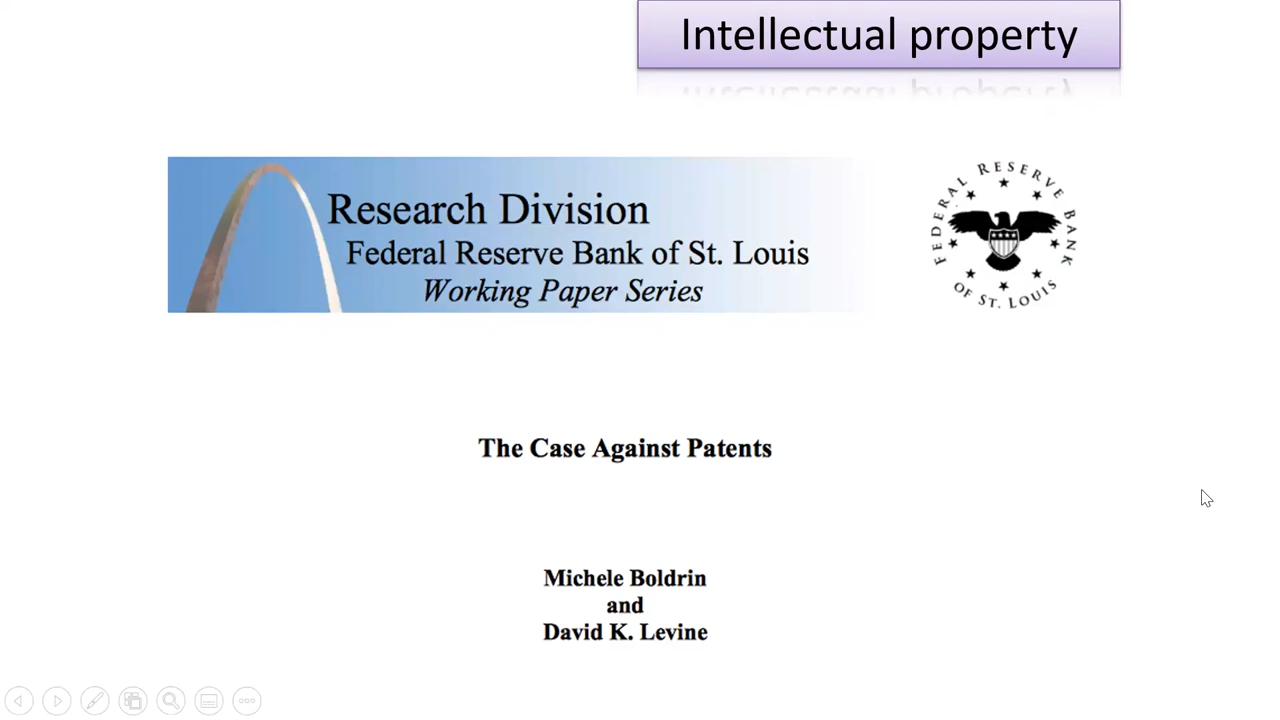 Intellectual property
Research Division
Federal Reserve Bank of St. Louis
Working Paper Series
FEDERAL RESERVE BANK
OF ST. LOUIS
The Case Against Patents
Michele Boldrin
and
David K. Levine